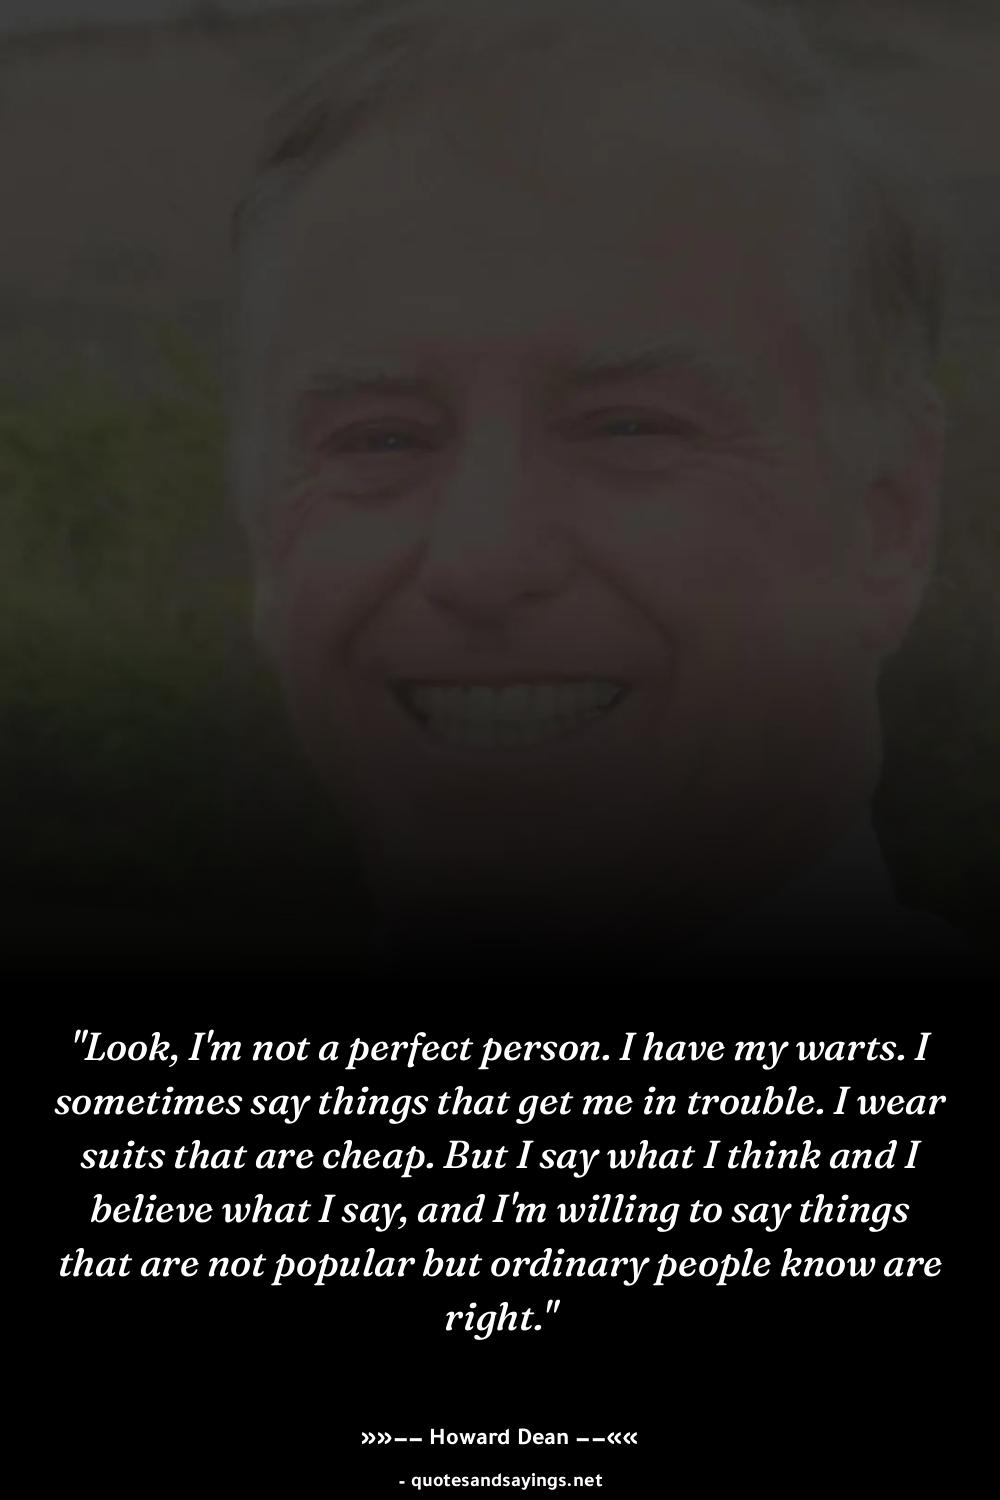 "Look, I'm not a perfect person. I have my warts. I
sometimes say things that get me in trouble. I wear
suits that are cheap. But I say what I think and I
believe what I say, and I'm willing to say things
that are not popular but ordinary people know are
right."
»»−− Howard Dean −−««
- quotesandsayings.net